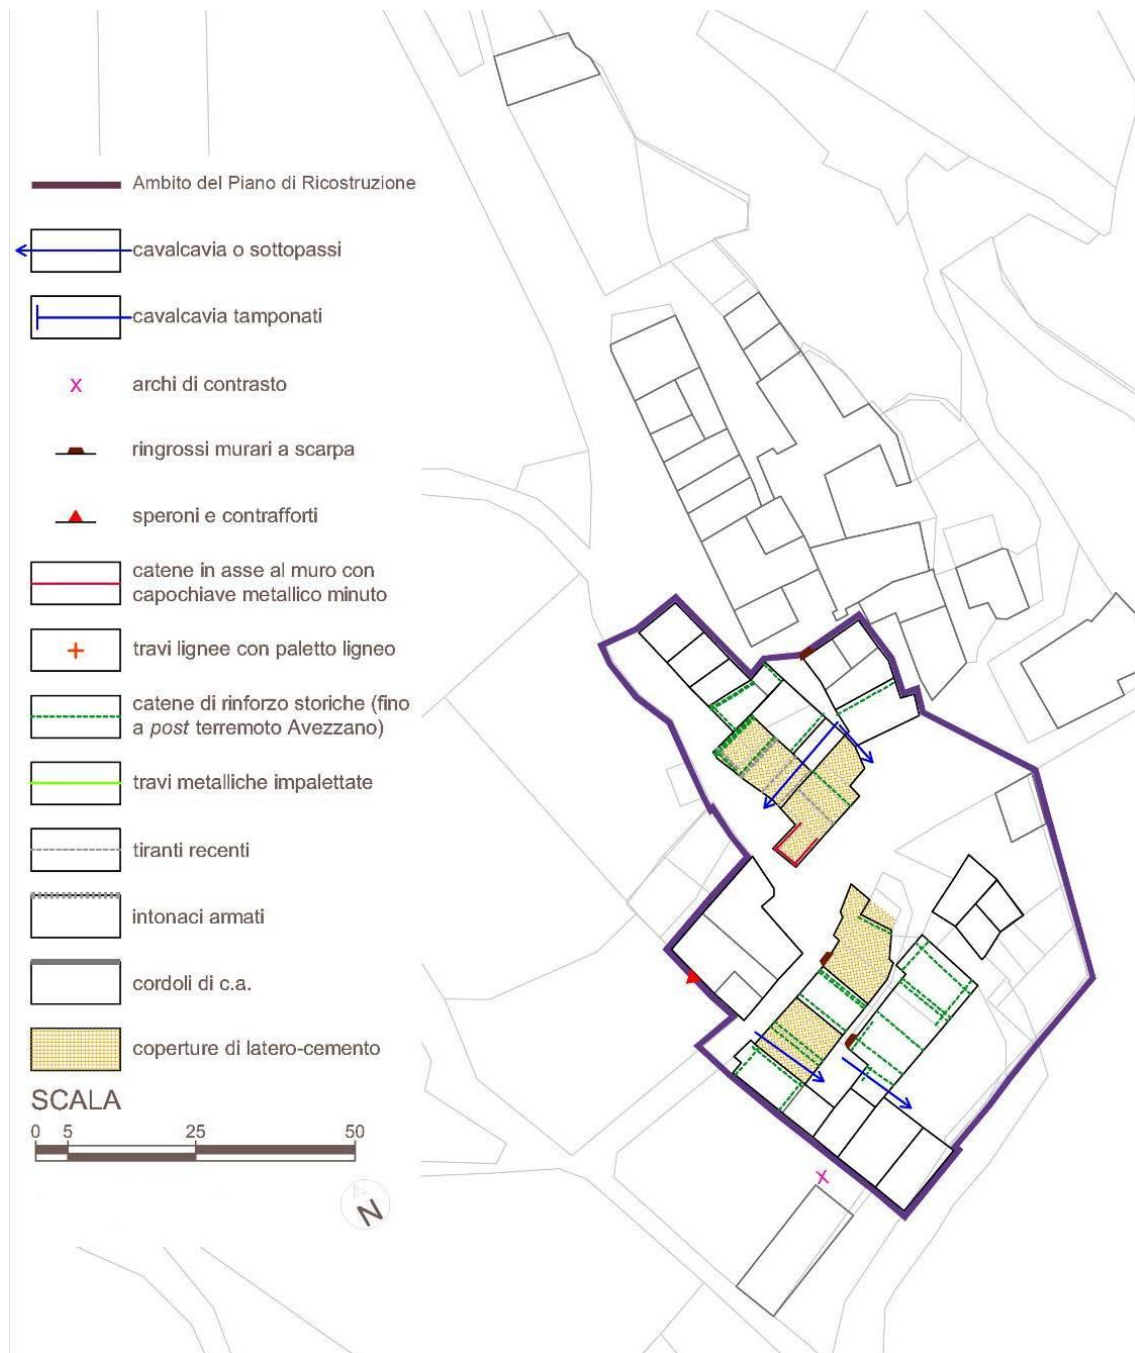 Ambito del Piano di Ricostruzione
cavalcavia o sottopassi
cavalcavia tamponati
x
archi di contrasto
ringrossi murari a scarpa
speroni e contrafforti
catene in asse al muro con
capochiave metallico minuto
travi lignee con paletto ligneo
catene di rinforzo storiche (fino
a post terremoto Avezzano)
travi metalliche impalettate
tiranti recenti
intonaci armati
cordoli di c.a.
coperture di latero-cemento
SCALA
0 5 25 50
N
x